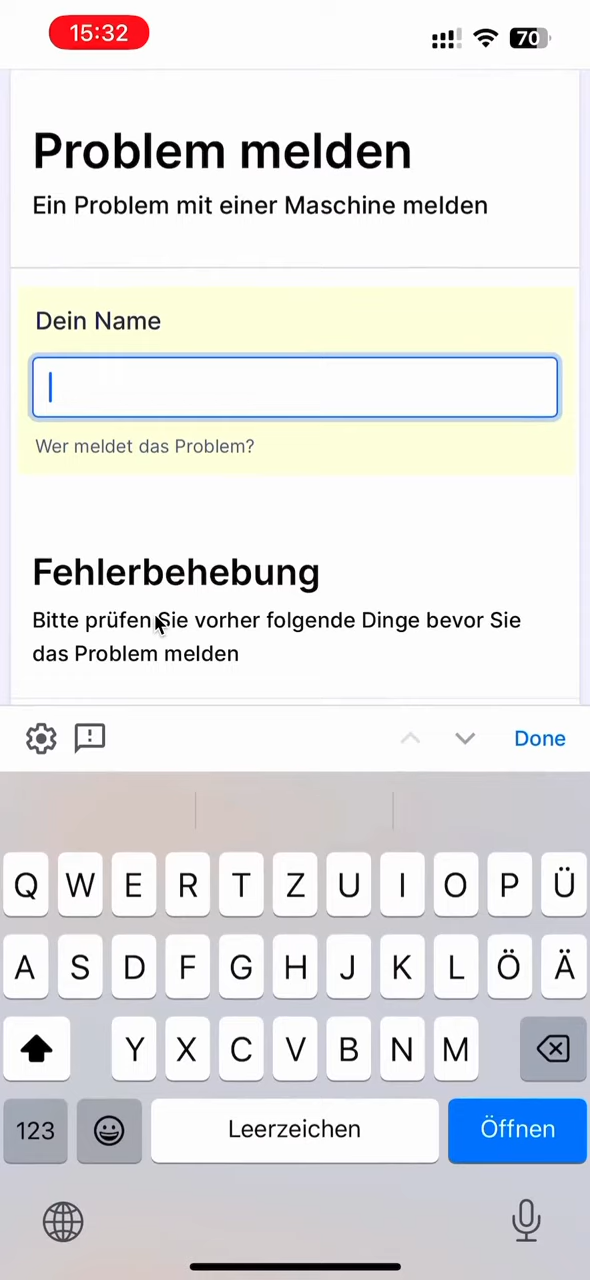 15:32
70
Problem melden
Ein Problem mit einer Maschine melden
Dein Name
Wer meldet das Problem?
Fehlerbehebung
Bitte prüfen Sie vorher folgende Dinge bevor Sie
das Problem melden
Done
Q W E R T Z U I O P Ü
A S D F G H J K L Ö Ä
Y X C V B N M
123 Leerzeichen Öffnen